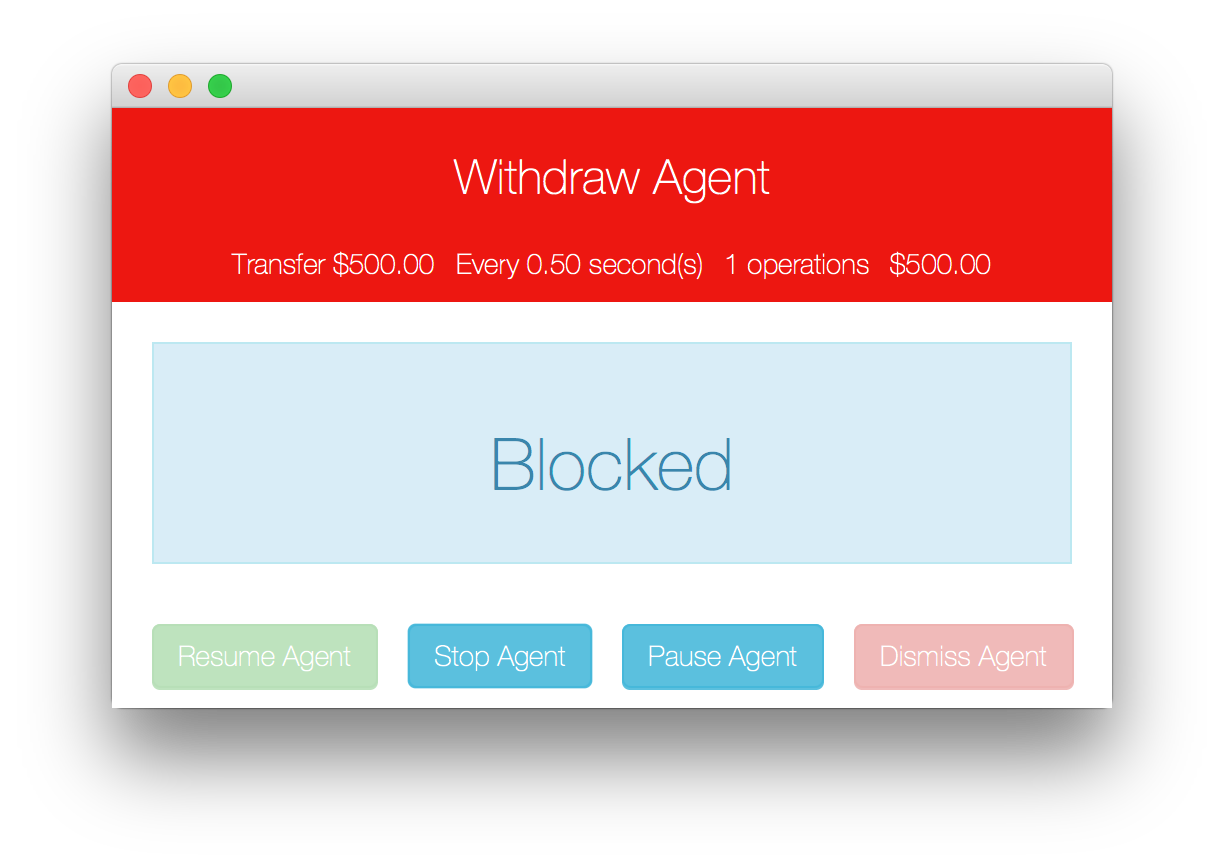 Withdraw Agent
Transfer $500.00 Every 0.50 second(s) 1 operations $500.00
Blocked
Resume Agent Stop Agent Pause Agent Dismiss Agent